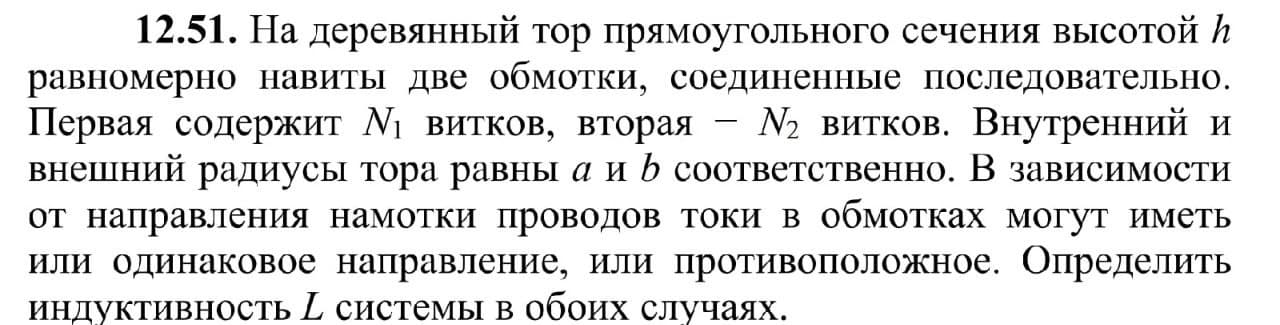 12.51. На деревянный тор прямоугольного сечения высотой h
равномерно навиты две обмотки, соединенные последовательно.
Первая содержит N₁ витков, вторая − N₂ витков. Внутренний и
внешний радиусы тора равны a и b соответственно. В зависимости
от направления намотки проводов токи в обмотках могут иметь
или одинаковое направление, или противоположное. Определить
индуктивность L системы в обоих случаях.